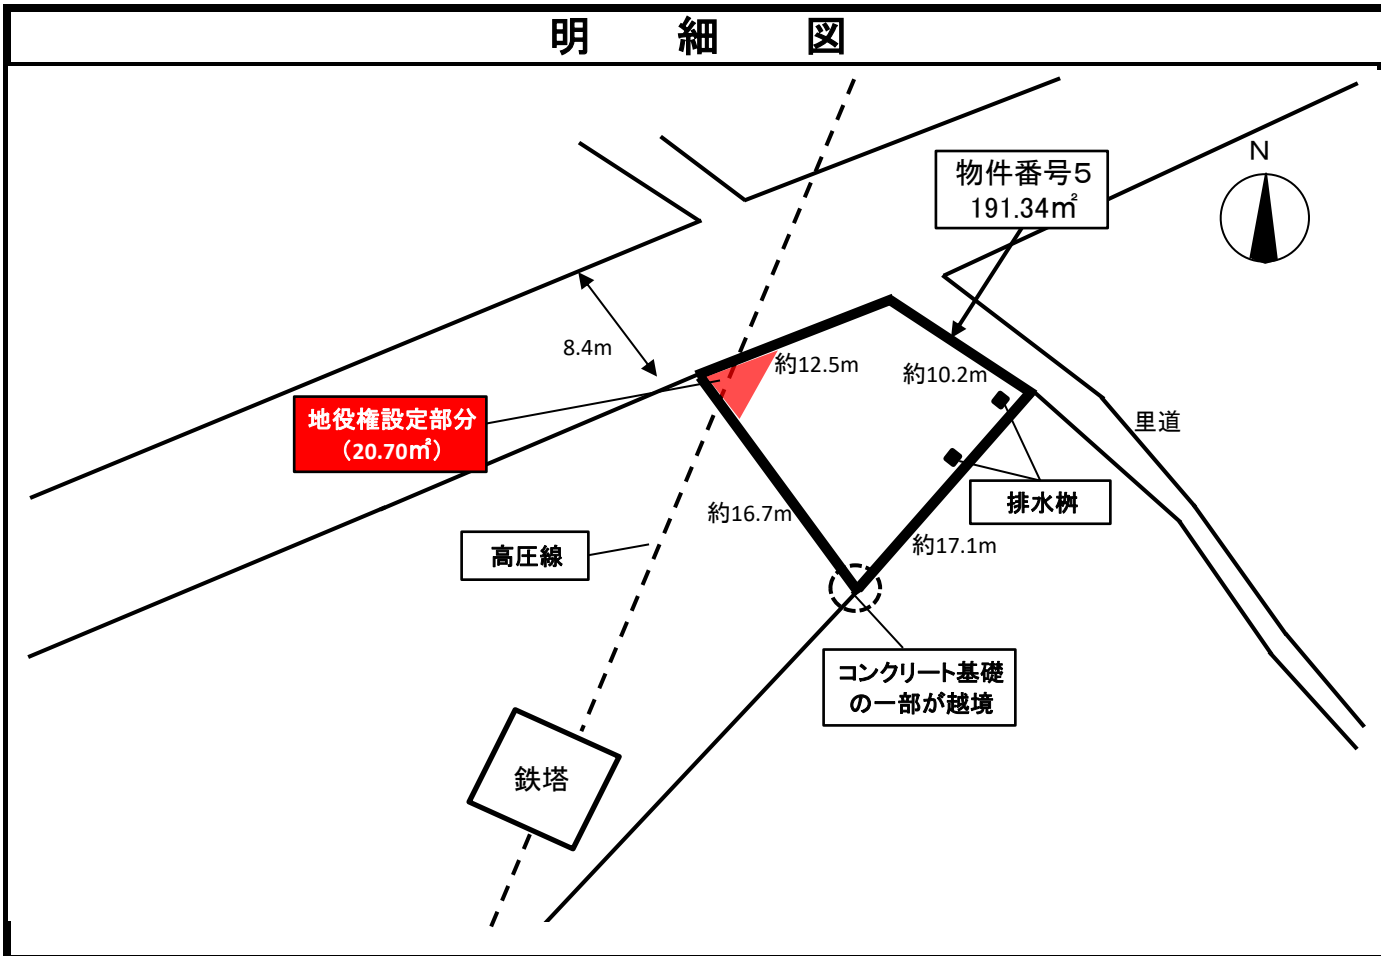 明細図
物件番号5
191.34㎡
N
8.4m
約12.5m
約10.2m
地役権設定部分
（20.70㎡）
里道
排水桝
約16.7m
約17.1m
高圧線
コンクリート基礎
の一部が越境
鉄塔